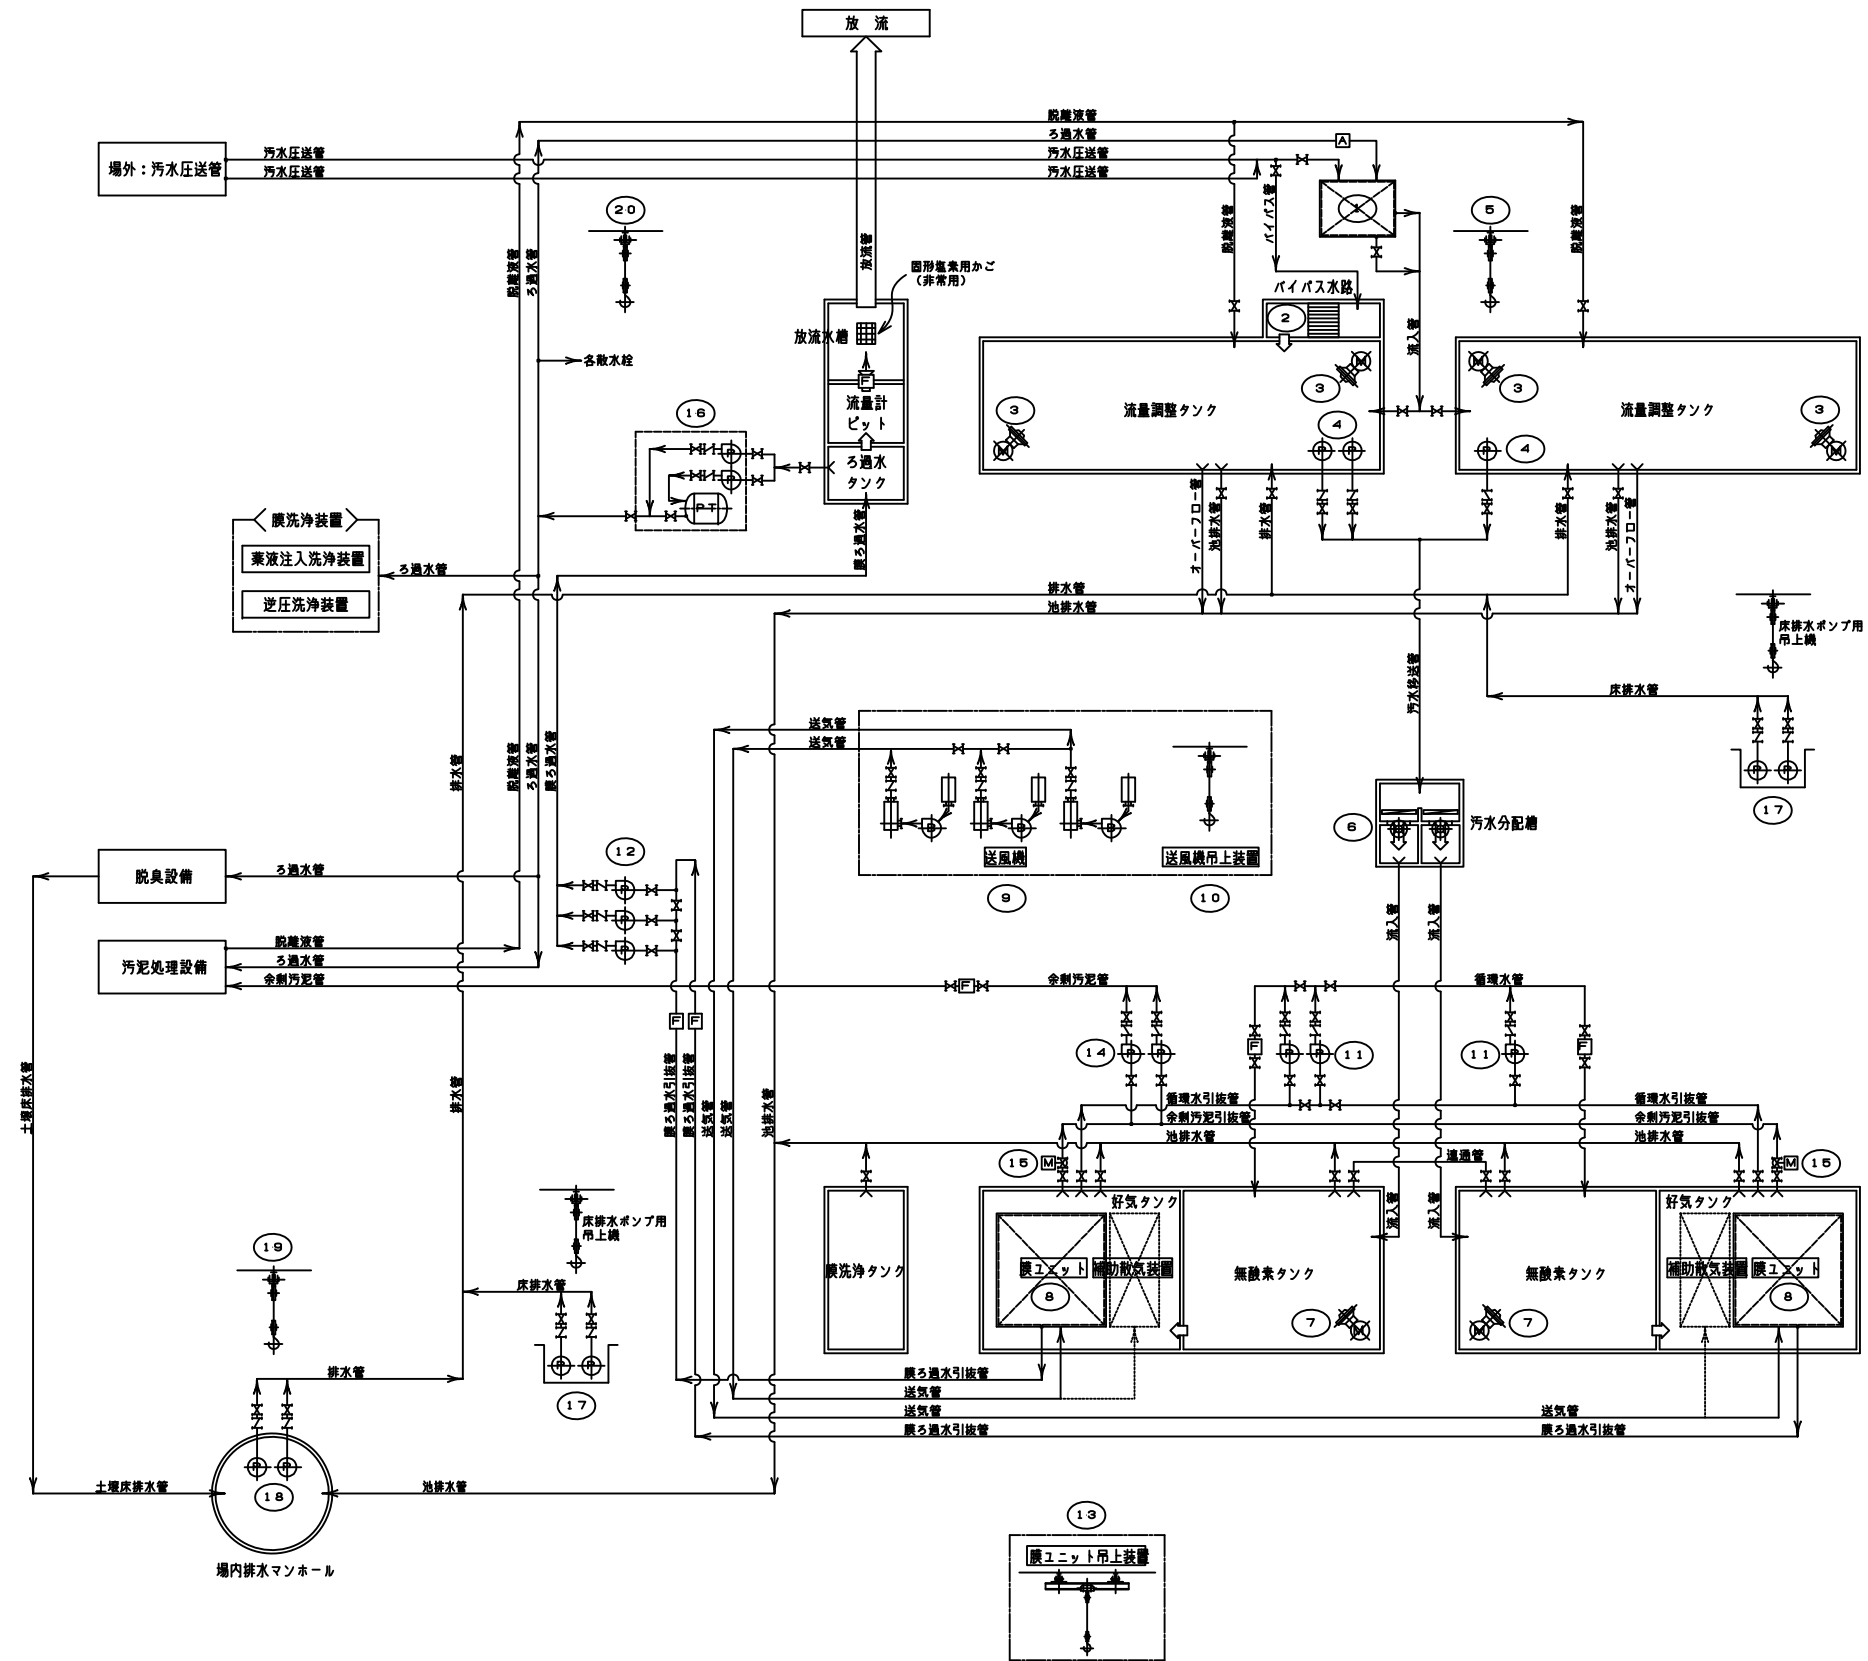 放　流
脱離液管
ろ過水管
A
場外：汚水圧送管
汚水圧送管
汚水圧送管
汚水圧送管
汚水圧送管
20
1
5
脱離液管
バイパス管
脱離液管
放流管
脱離液管
ろ過水管
固形塩素用かご
（非常用）
バイパス水路
2
流入管
放流水槽
各散水栓
F
流量計
ピット
16
P
P
PT
ろ過水
タンク
M
3
3
M
流量調整タンク
4
P
P
M
3
3
M
流量調整タンク
4
P
膜ろ過水管
オーバーフロー管
池排水管
排水管
排水管
池排水管
オーバーフロー管
膜洗浄装置
薬液注入洗浄装置
逆圧洗浄装置
ろ過水管
排水管
池排水管
床排水ポンプ用
吊上機
汚水移送管
床排水管
P
P
17
送気管
送気管
排水管
脱離液管
ろ過水管
膜ろ過水管
P
P
P
送風機
送風機吊上装置
9
10
6
汚水分配槽
12
P
P
P
脱臭設備
ろ過水管
流入管
流入管
汚泥処理設備
脱離液管
ろ過水管
余剰汚泥管
F
余剰汚泥管
循環水管
F
F
14
P
P
F
P
P
11
11
P
F
土壌床排水管
排水管
膜ろ過水引抜管
膜ろ過水引抜管
送気管
送気管
池排水管
循環水引抜管
循環水引抜管
余剰汚泥引抜管
余剰汚泥引抜管
池排水管
池排水管
連通管
15
M
M
15
流入管
流入管
好気タンク
好気タンク
膜洗浄タンク
膜ユニット
補助散気装置
8
無酸素タンク
7
M
無酸素タンク
M
7
補助散気装置
膜ユニット
8
19
床排水ポンプ用
吊上機
床排水管
P
P
17
排水管
膜ろ過水引抜管
送気管
送気管
送気管
膜ろ過水引抜管
膜ろ過水引抜管
P
P
18
土壌床排水管
池排水管
場内排水マンホール
13
膜ユニット吊上装置